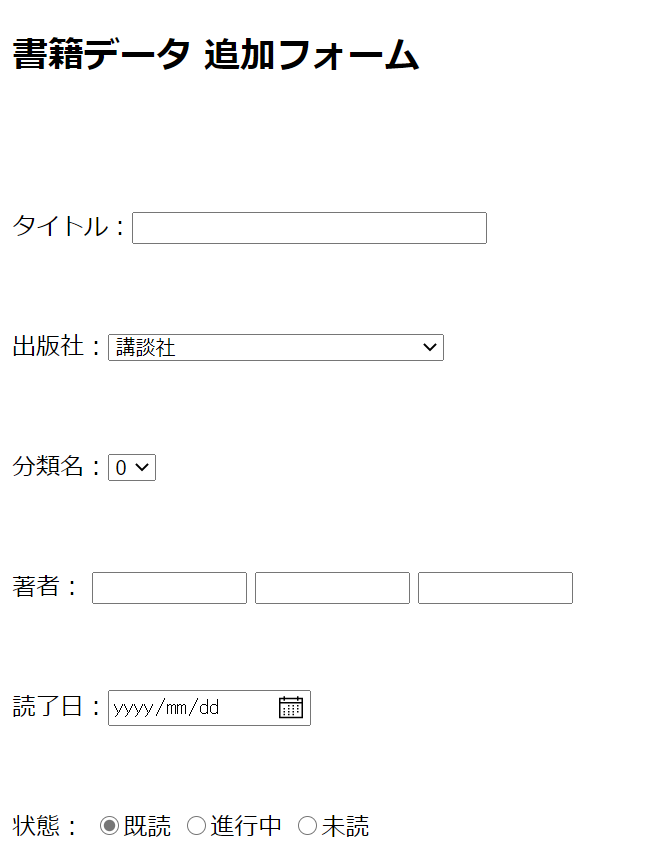 書籍データ 追加フォーム
タイトル：
出版社：講談社
分類名：0
著者：
読了日：yyyy/mm/dd
状態： 既読 進行中 未読